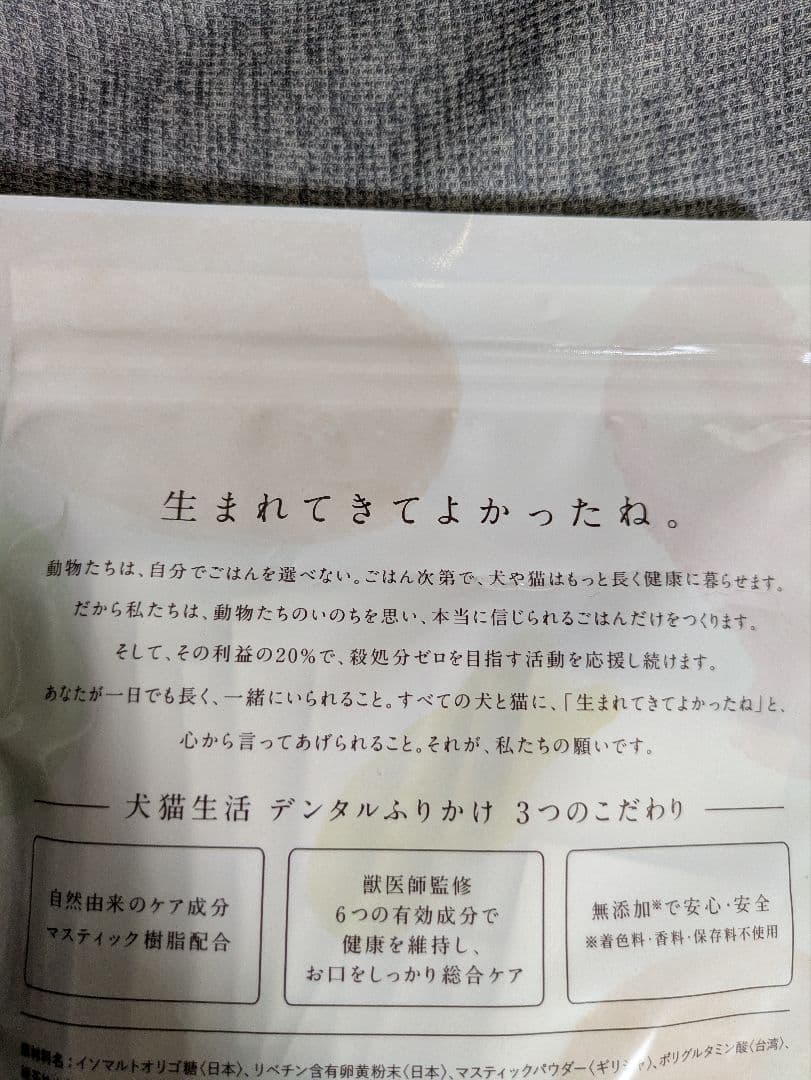 生まれてきてよかったね。
動物たちは、自分でごはんを選べない。ごはん次第で、犬や猫はもっと長く健康に暮らせます。
だから私たちは、動物たちのいのちを思い、本当に信じられるごはんだけをつくります。
そして、その利益の20%で、殺処分ゼロを目指す活動を応援し続けます。
あなたが一日でも長く、一緒にいられること。すべての犬と猫に、「生まれてきてよかったね」と、
心から言ってあげられること。それが、私たちの願いです。
犬猫生活 デンタルふりかけ 3つのこだわり
自然由来のケア成分
マスティック樹脂配合
獣医師監修
6つの有効成分で
健康を維持し、
お口をしっかり総合ケア
無添加※で安心・安全
※着色料・香料・保存料不使用
原材料名：イソマルトオリゴ糖〈日本〉、リベチン含有卵黄粉末〈日本〉、マスティックパウダー〈ギリシャ〉、ポリグルタミン酸〈台湾〉、